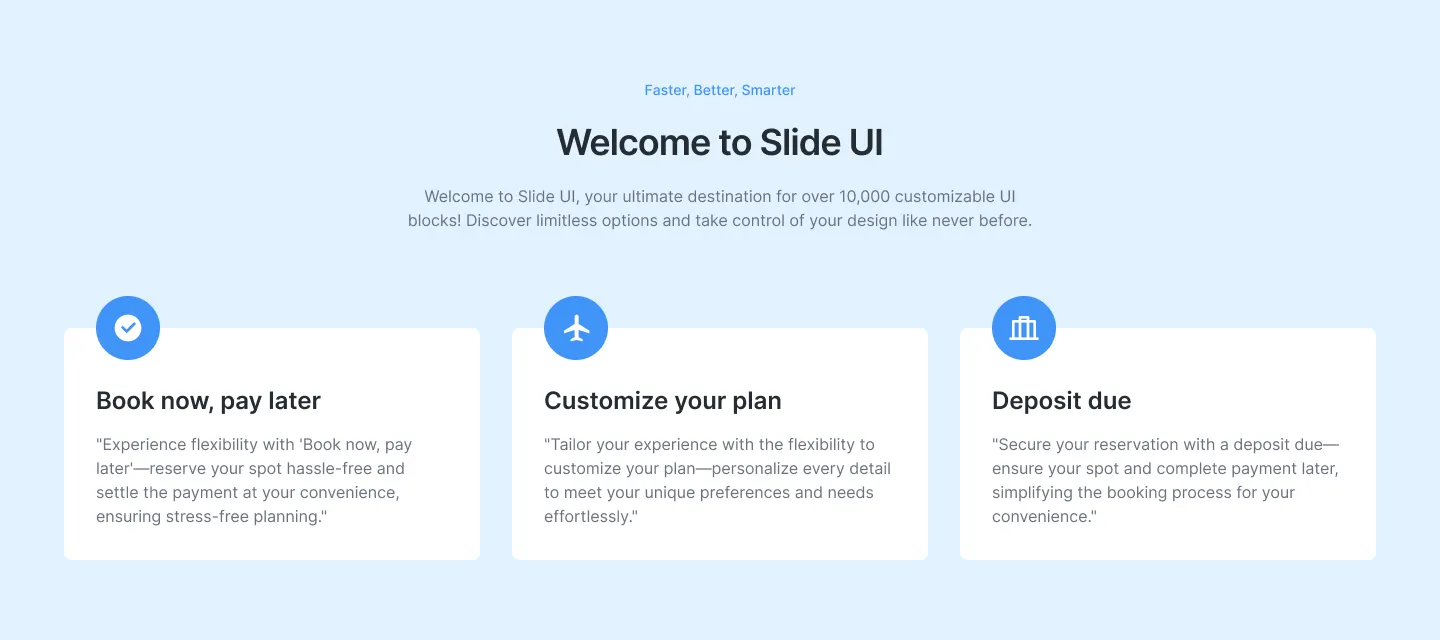 Faster, Better, Smarter
Welcome to Slide UI
Welcome to Slide UI, your ultimate destination for over 10,000 customizable UI
blocks! Discover limitless options and take control of your design like never before.
Book now, pay later
"Experience flexibility with 'Book now, pay
later'—reserve your spot hassle-free and
settle the payment at your convenience,
ensuring stress-free planning."
Customize your plan
"Tailor your experience with the flexibility to
customize your plan—personalize every detail
to meet your unique preferences and needs
effortlessly."
Deposit due
"Secure your reservation with a deposit due—
ensure your spot and complete payment later,
simplifying the booking process for your
convenience."